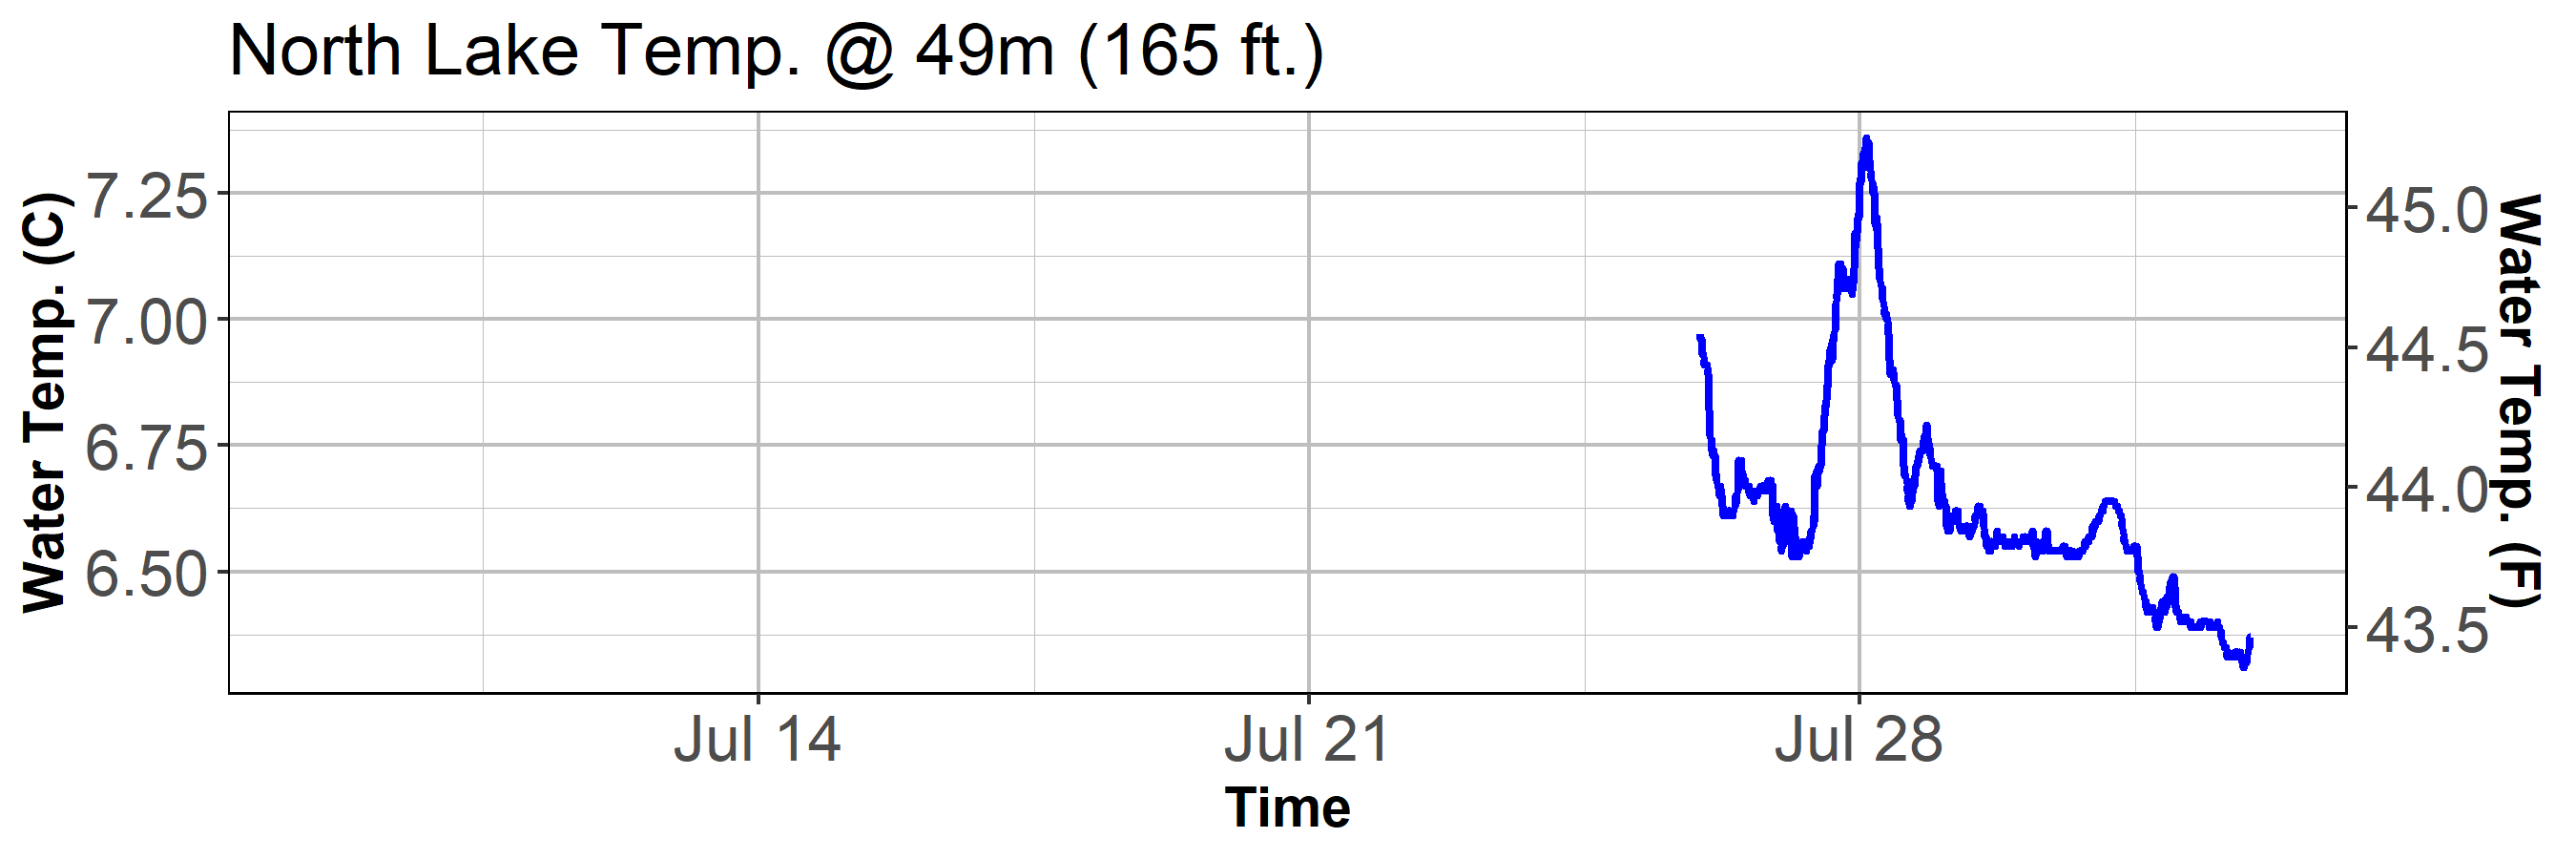 North Lake Temp. @ 49m (165 ft.)
Water Temp. (C)
7.25
7.00
6.75
6.50
45.0
44.5
44.0
43.5
Water Temp. (F)
Jul 14
Jul 21
Jul 28
Time